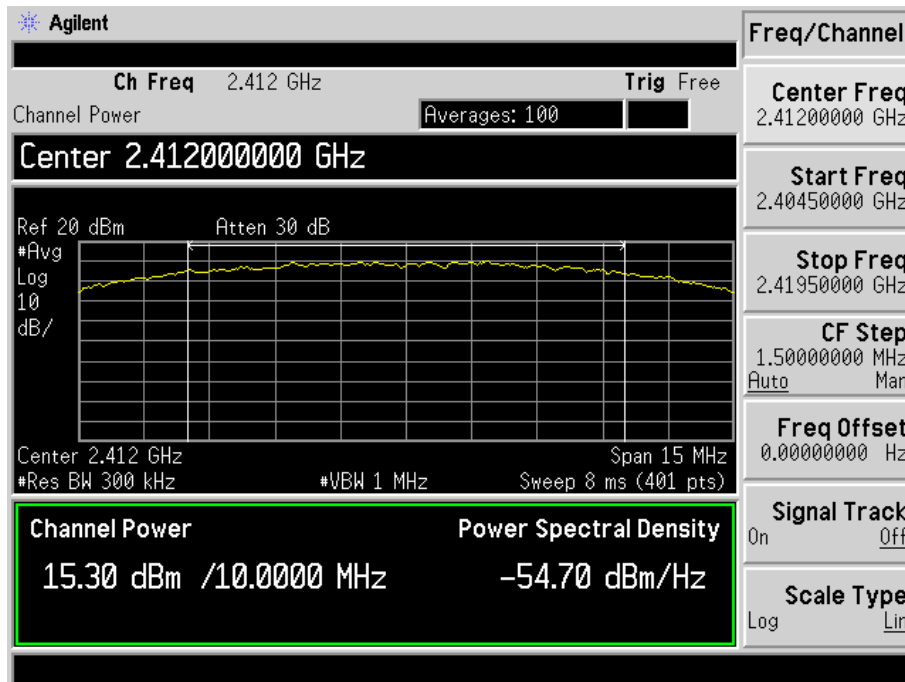 Agilent
Freq/Channel
Ch Freq 2.412 GHz Trig Free
Channel Power Averages: 100
Center 2.412000000 GHz
Ref 20 dBm Atten 30 dB
#Avg
Log
10
dB/
Center 2.412 GHz Span 15 MHz
#Res BW 300 kHz #VBW 1 MHz Sweep 8 ms (401 pts)
Channel Power Power Spectral Density
15.30 dBm /10.0000 MHz -54.70 dBm/Hz
Center Freq
2.41200000 GHz
Start Freq
2.40450000 GHz
Stop Freq
2.41950000 GHz
CF Step
1.50000000 MHz
Auto Man
Freq Offset
0.00000000 Hz
Signal Track
On Off
Scale Type
Log Lin